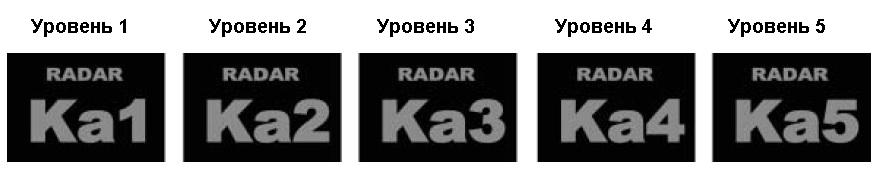 Уровень 1 Уровень 2 Уровень 3 Уровень 4 Уровень 5
RADAR RADAR RADAR RADAR RADAR
Ka1 Ka2 Ka3 Ka4 Ka5